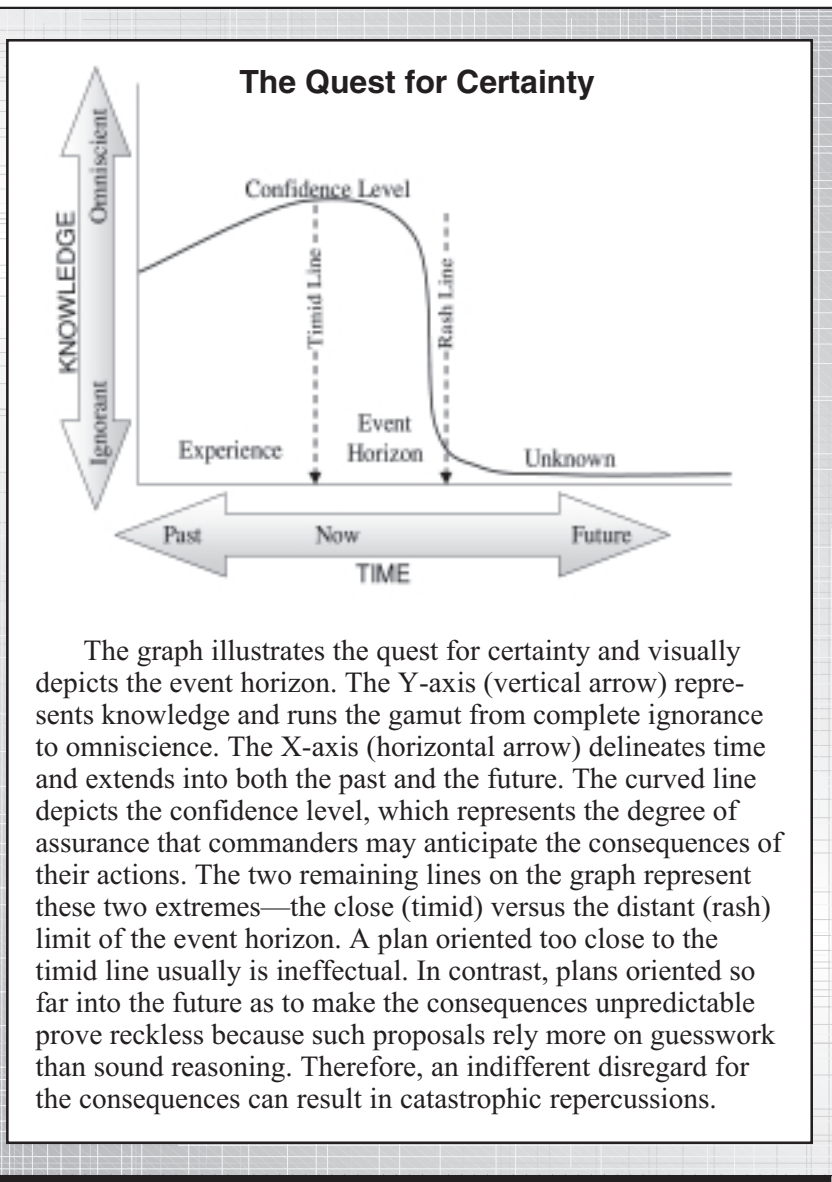 The Quest for Certainty
Omniscient
KNOWLEDGE
Ignorant
Confidence Level
Timid Line
Rash Line
Experience
Event
Horizon
Unknown
Past
Now
Future
TIME
The graph illustrates the quest for certainty and visually
depicts the event horizon. The Y-axis (vertical arrow) repre-
sents knowledge and runs the gamut from complete ignorance
to omniscience. The X-axis (horizontal arrow) delineates time
and extends into both the past and the future. The curved line
depicts the confidence level, which represents the degree of
assurance that commanders may anticipate the consequences of
their actions. The two remaining lines on the graph represent
these two extremes—the close (timid) versus the distant (rash)
limit of the event horizon. A plan oriented too close to the
timid line usually is ineffectual. In contrast, plans oriented so
far into the future as to make the consequences unpredictable
prove reckless because such proposals rely more on guesswork
than sound reasoning. Therefore, an indifferent disregard for
the consequences can result in catastrophic repercussions.